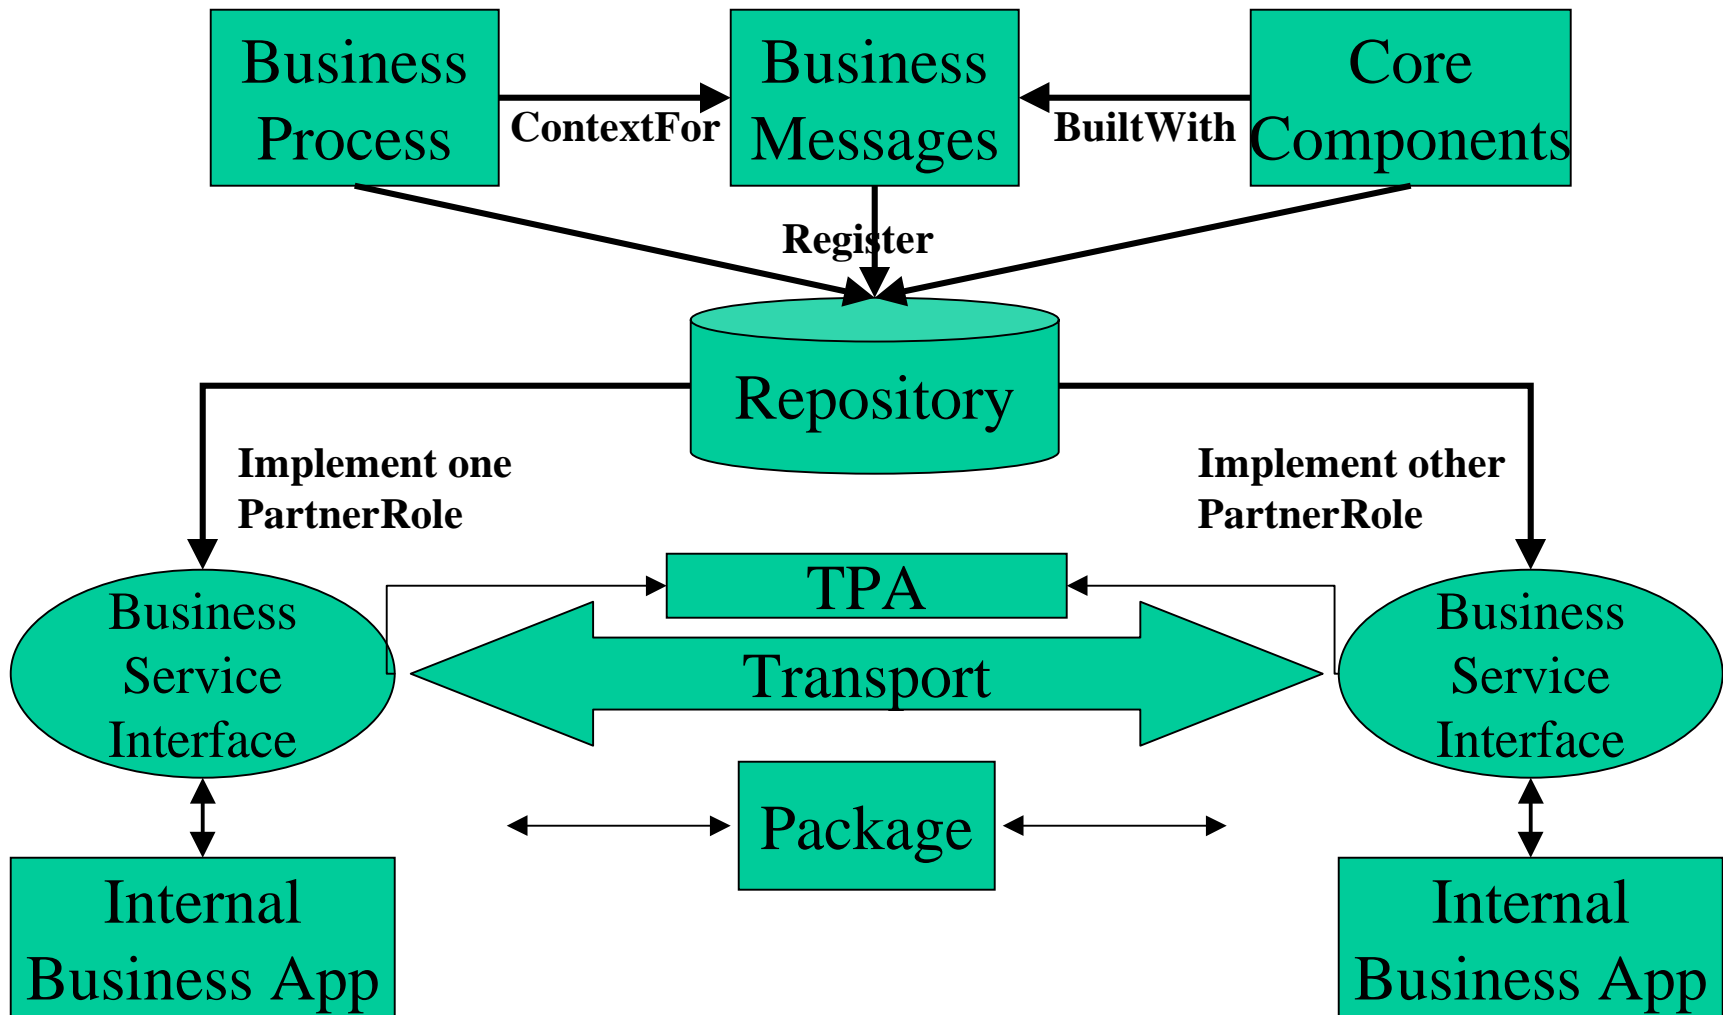 Business
Process
ContextFor
Business
Messages
BuiltWith
Core
Components
Register
Repository
Implement one
PartnerRole
Implement other
PartnerRole
TPA
Business
Service
Interface
Transport
Business
Service
Interface
Package
Internal
Business App
Internal
Business App